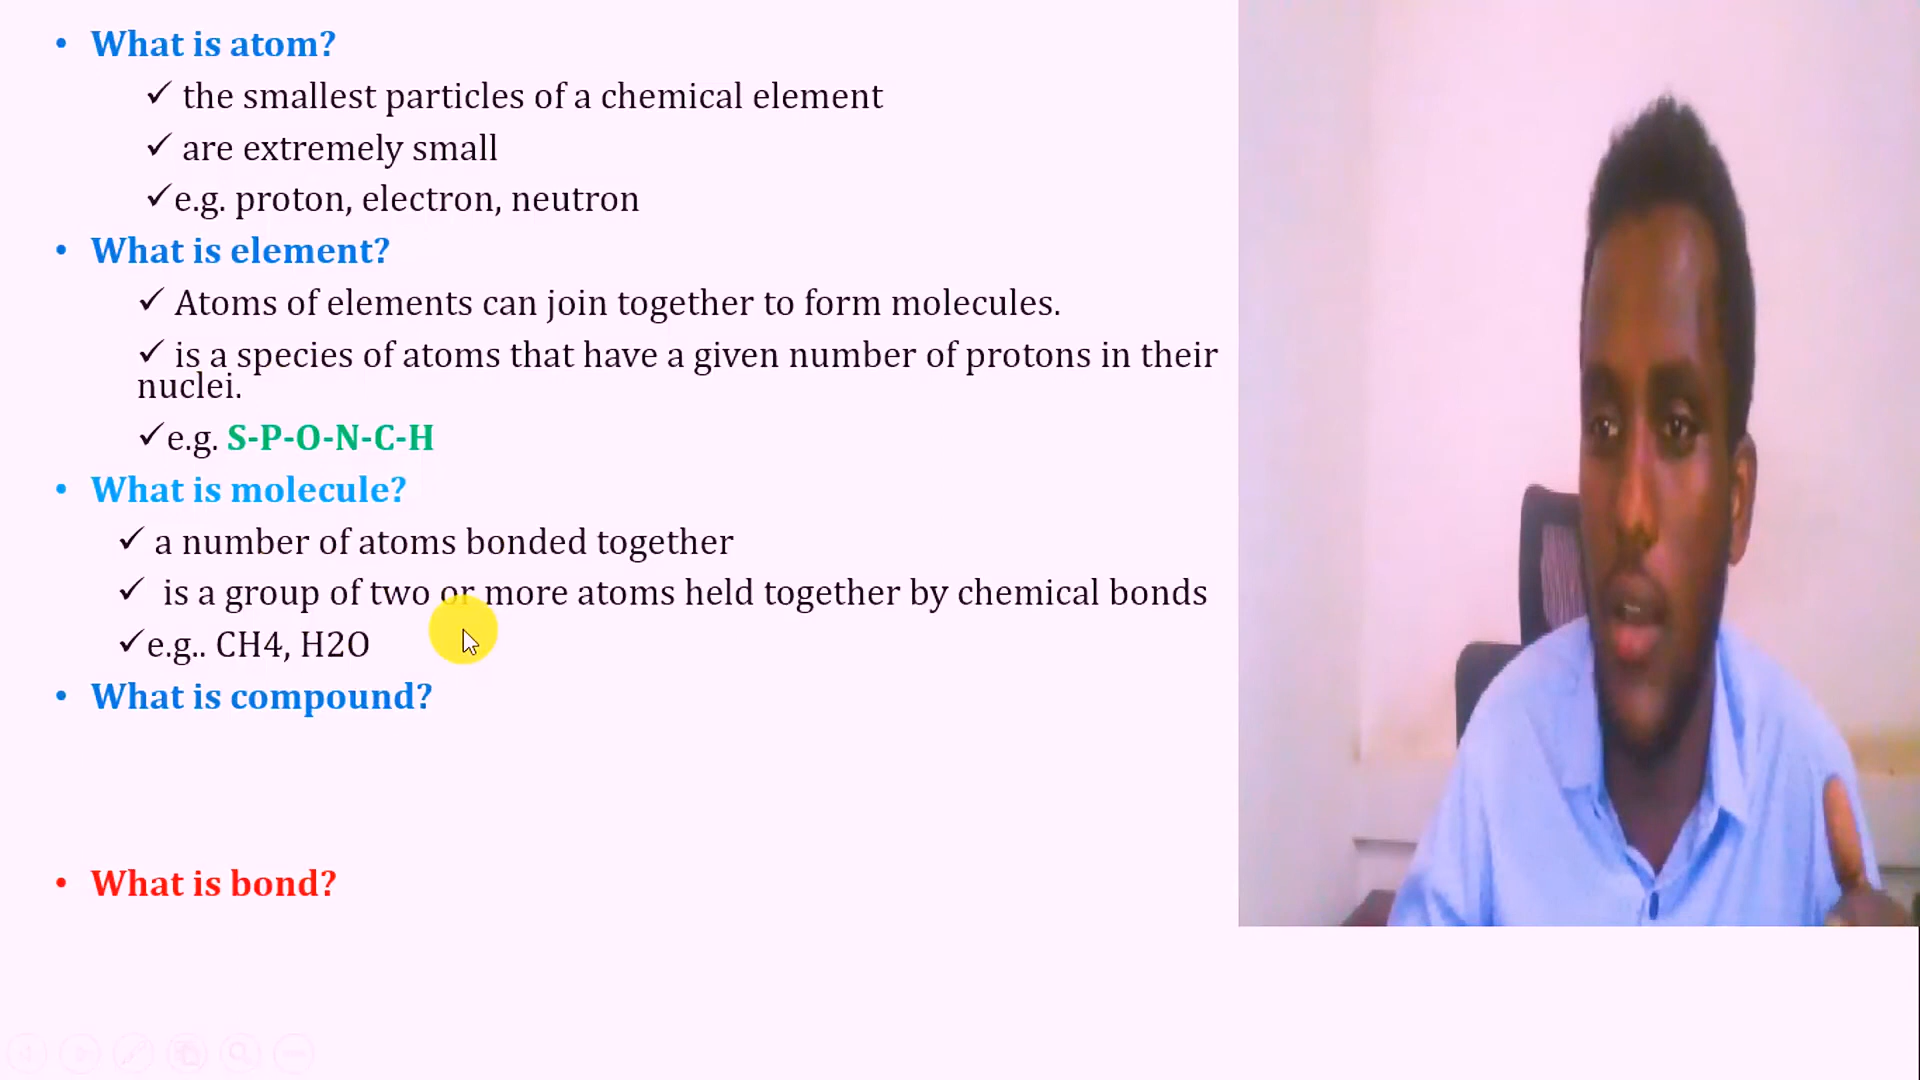 • What is atom?
✓ the smallest particles of a chemical element
✓ are extremely small
✓e.g. proton, electron, neutron
• What is element?
✓ Atoms of elements can join together to form molecules.
✓ is a species of atoms that have a given number of protons in their
nuclei.
✓e.g. S-P-O-N-C-H
• What is molecule?
✓ a number of atoms bonded together
✓ is a group of two or more atoms held together by chemical bonds
✓e.g.. CH4, H2O
• What is compound?
• What is bond?